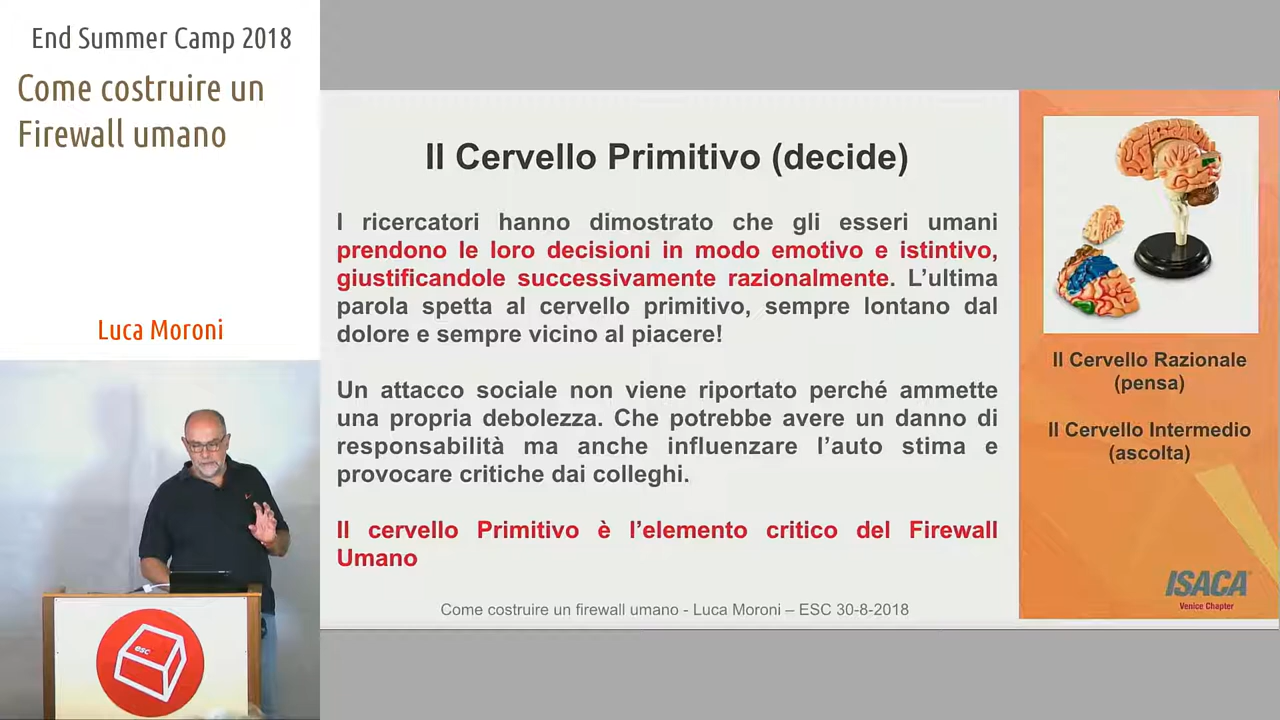 End Summer Camp 2018
Come costruire un
Firewall umano
Luca Moroni
esc
Il Cervello Primitivo (decide)
I ricercatori hanno dimostrato che gli esseri umani
prendono le loro decisioni in modo emotivo e istintivo,
giustificandole successivamente razionalmente. L'ultima
parola spetta al cervello primitivo, sempre lontano dal
dolore e sempre vicino al piacere!
Un attacco sociale non viene riportato perché ammette
una propria debolezza. Che potrebbe avere un danno di
responsabilità ma anche influenzare l'auto stima e
provocare critiche dai colleghi.
Il cervello Primitivo è l'elemento critico del Firewall
Umano
Come costruire un firewall umano - Luca Moroni – ESC 30-8-2018
Il Cervello Razionale
(pensa)
Il Cervello Intermedio
(ascolta)
ISACA®
Venice Chapter